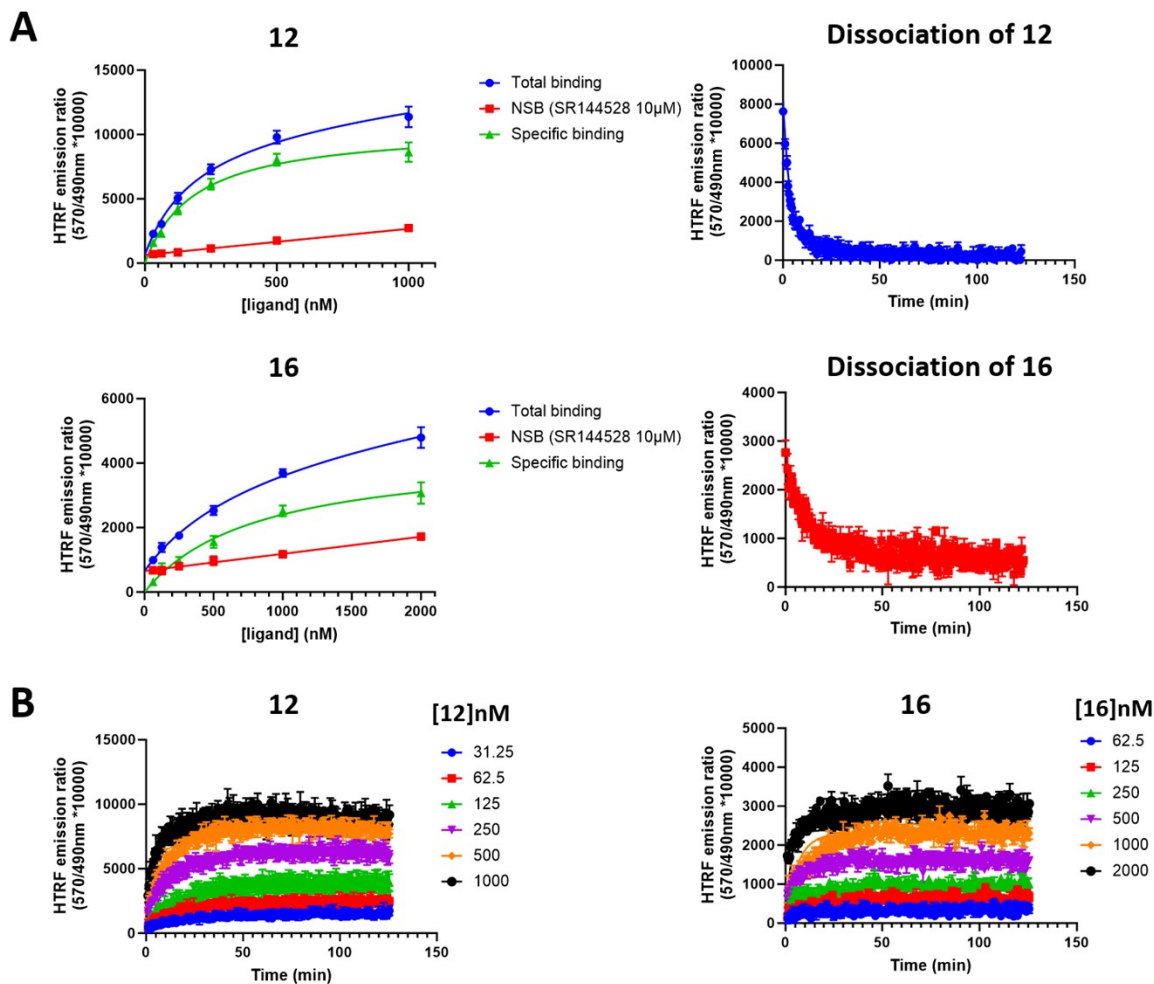 A
12
HTRF emission ratio
(570/490nm *10000)
15000
10000
5000
0
0
500
1000
[ligand] (nM)
Total binding
NSB (SR144528 10µM)
Specific binding
Dissociation of 12
HTRF emission ratio
(570/490nm *10000)
10000
8000
6000
4000
2000
0
0
50
100
150
Time (min)
16
HTRF emission ratio
(570/490nm *10000)
6000
4000
2000
0
0
500
1000
1500
2000
[ligand] (nM)
Total binding
NSB (SR144528 10µM)
Specific binding
Dissociation of 16
HTRF emission ratio
(570/490nm *10000)
4000
3000
2000
1000
0
0
50
100
150
Time (min)
B
12
HTRF emission ratio
(570/490nm *10000)
15000
10000
5000
0
0
50
100
150
Time (min)
[12]nM
31.25
62.5
125
250
500
1000
16
HTRF emission ratio
(570/490nm *10000)
5000
4000
3000
2000
1000
0
0
50
100
150
Time (min)
[16]nM
62.5
125
250
500
1000
2000